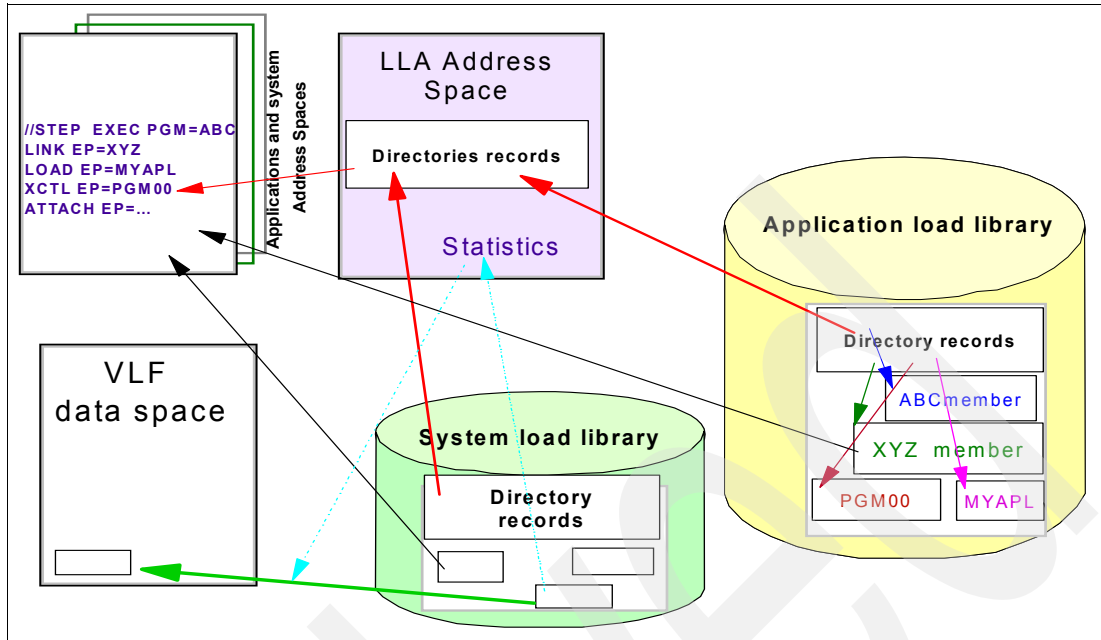 //STEP EXEC PGM=ABC
LINK EP=XYZ
LOAD EP=MYAPL
XCTL EP=PGM00
ATTACH EP=...
Applications and system
Address Spaces
LLA Address
Space
Directories records
Statistics
Application load library
Directory records
ABCmember
XYZ member
PGM00
MYAPL
VLF
data space
System load library
Directory
records